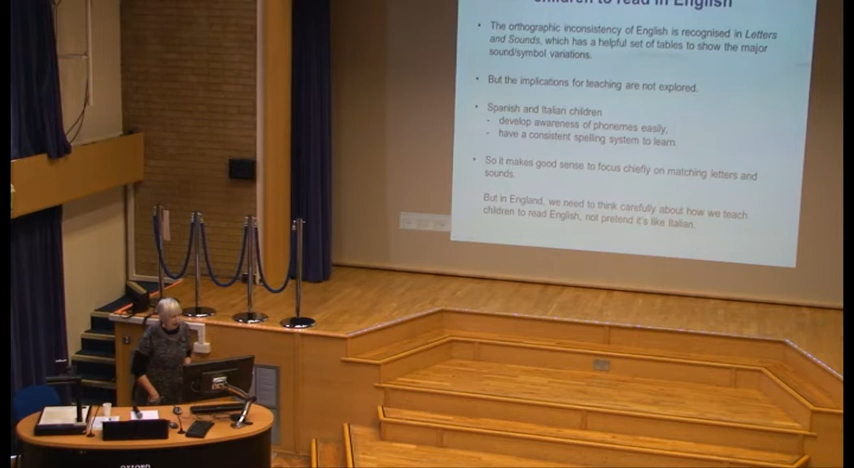 children to read in English
• The orthographic inconsistency of English is recognised in Letters
and Sounds, which has a helpful set of tables to show the major
sound/symbol variations.
• But the implications for teaching are not explored.
• Spanish and Italian children
- develop awareness of phonemes easily,
- have a consistent spelling system to learn
• So it makes good sense to focus chiefly on matching letters and
sounds.
But in England, we need to think carefully about how we teach
children to read English, not pretend it's like Italian.
OXFORD